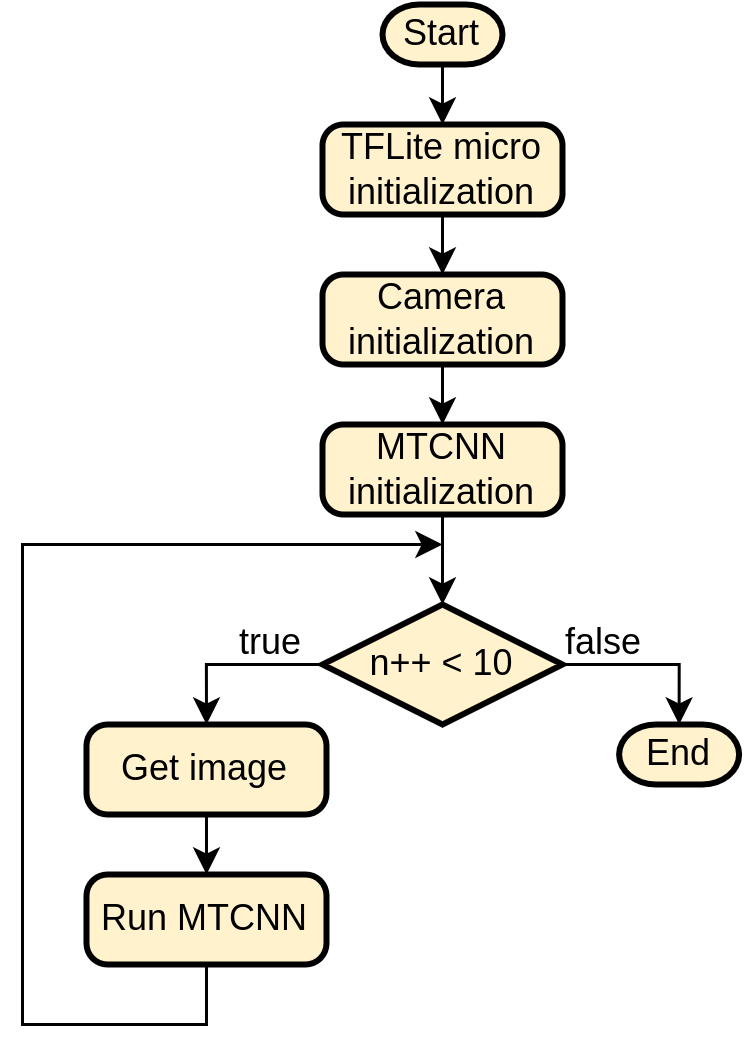 Start
TFLite micro
initialization
Camera
initialization
MTCNN
initialization
true
false
n++ < 10
Get image
End
Run MTCNN